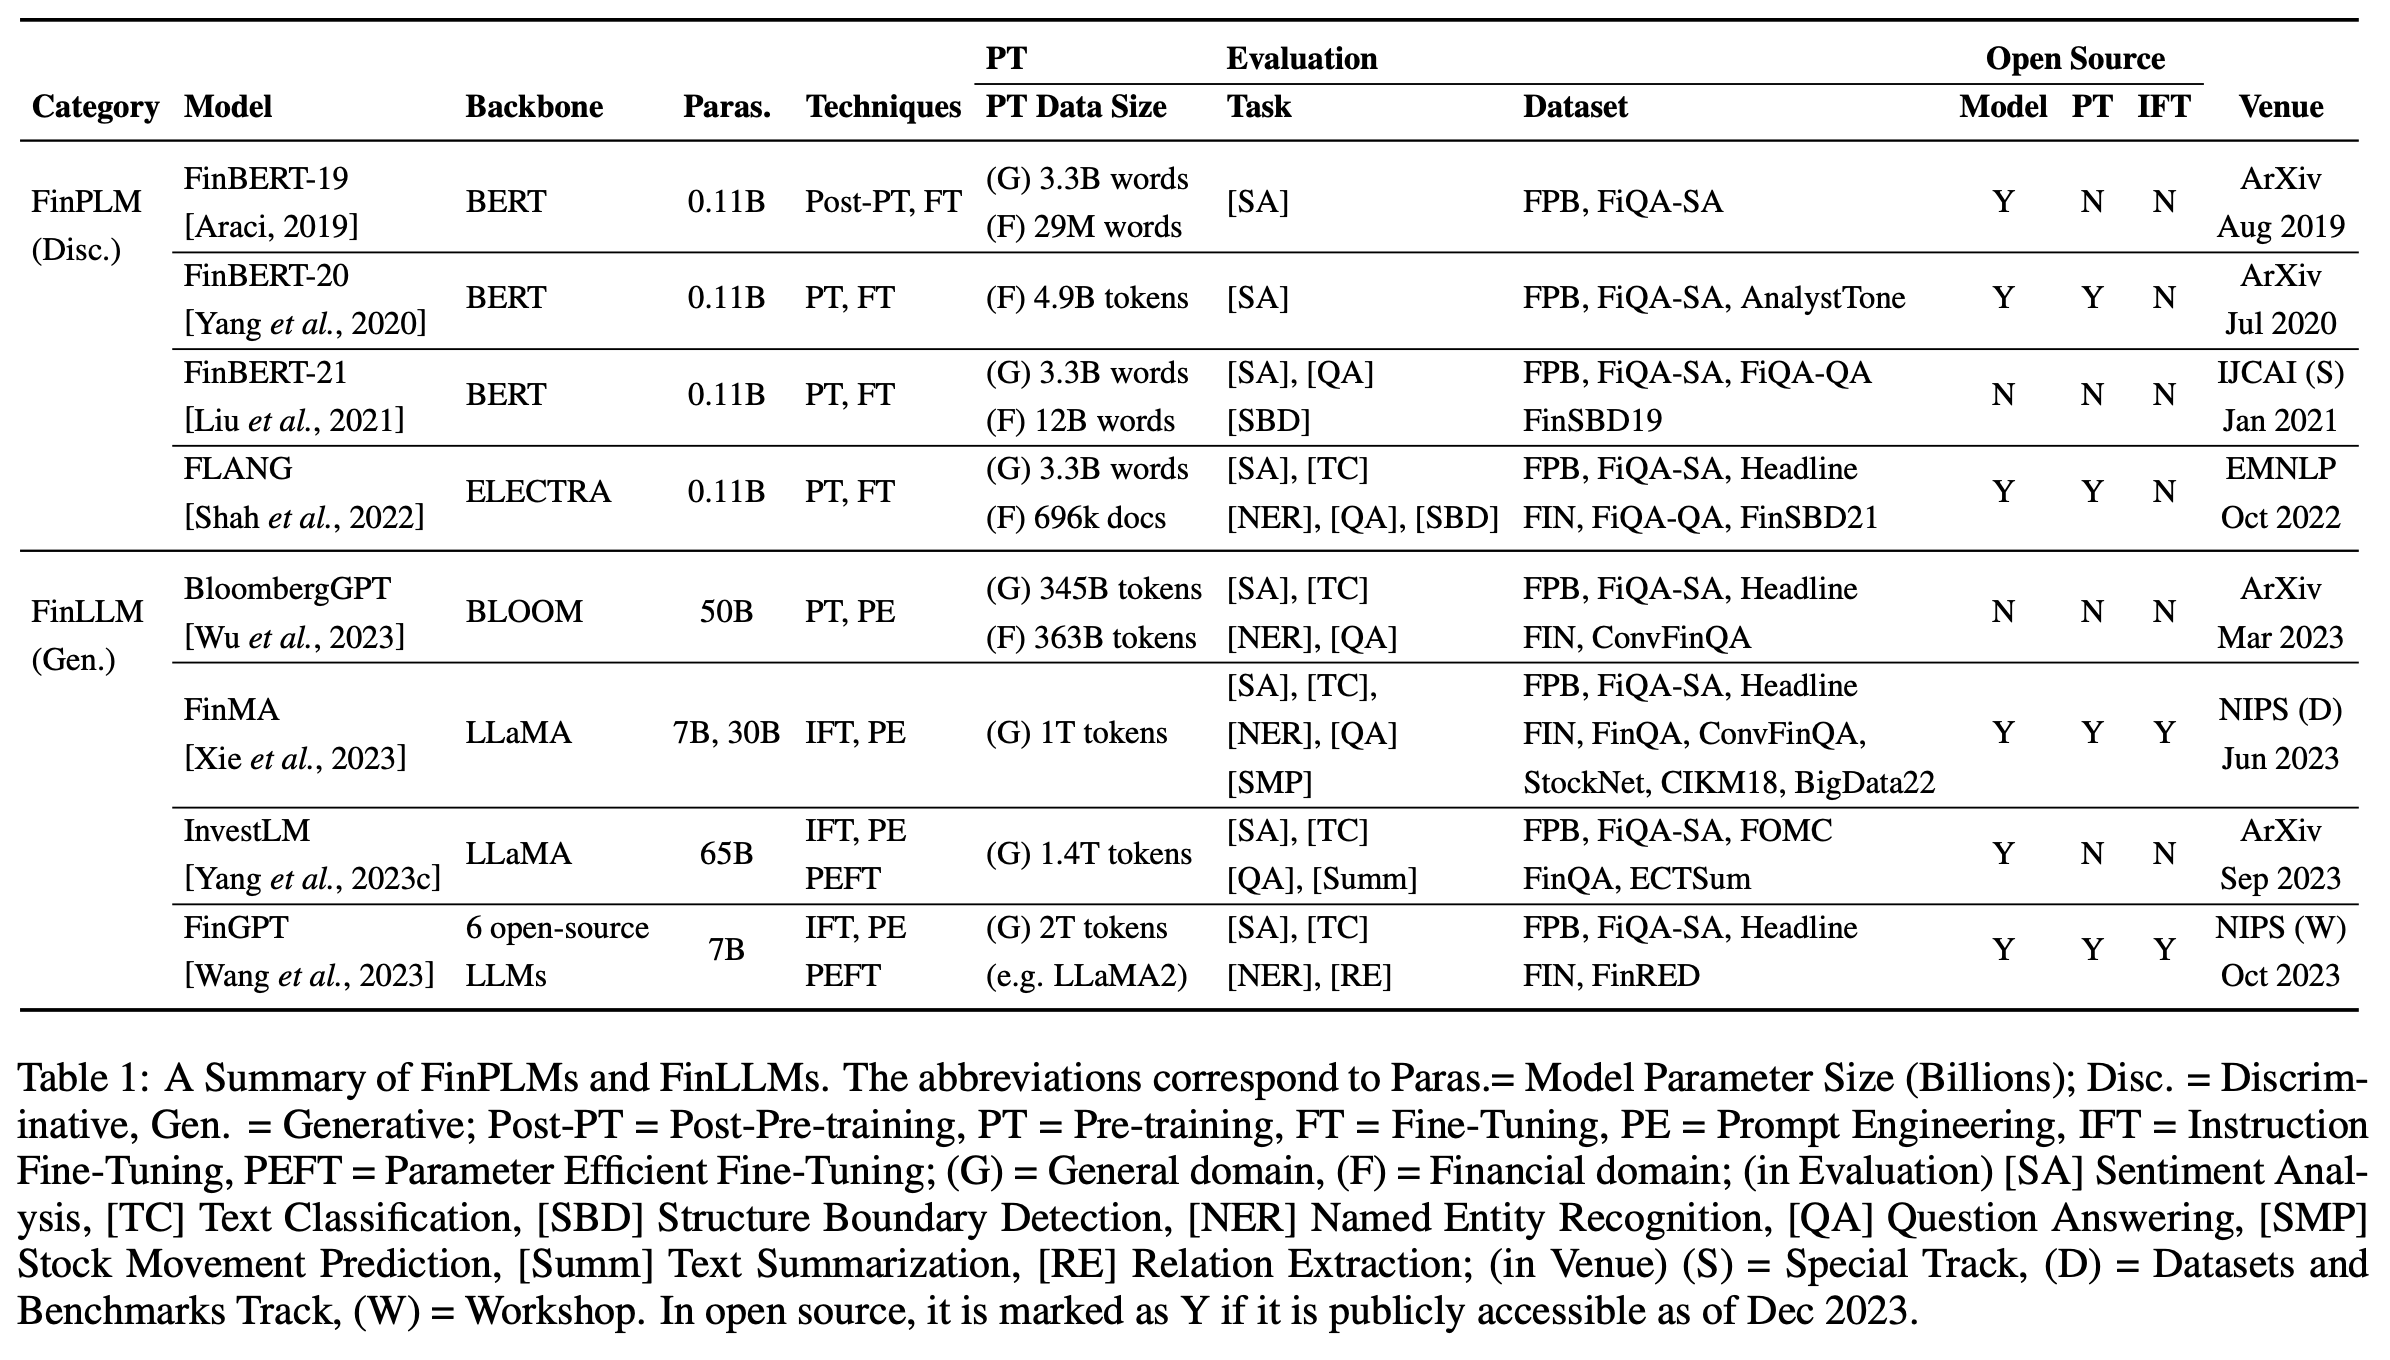 PT Evaluation Open Source
Category Model Backbone Paras. Techniques PT Data Size Task Dataset Model PT IFT Venue
FinPLM
(Disc.)
FinBERT-19
[Araci, 2019]
BERT
0.11B
Post-PT, FT
(G) 3.3B words
(F) 29M words
[SA]
FPB, FiQA-SA
Y N N
ArXiv
Aug 2019
FinBERT-20
[Yang et al., 2020]
BERT
0.11B
PT, FT
(F) 4.9B tokens
[SA]
FPB, FiQA-SA, AnalystTone
Y Y N
ArXiv
Jul 2020
FinBERT-21
[Liu et al., 2021]
BERT
0.11B
PT, FT
(G) 3.3B words
(F) 12B words
[SA], [QA]
[SBD]
FPB, FiQA-SA, FiQA-QA
FinSBD19
N N N
IJCAI (S)
Jan 2021
FLANG
[Shah et al., 2022]
ELECTRA
0.11B
PT, FT
(G) 3.3B words
(F) 696k docs
[SA], [TC]
[NER], [QA], [SBD]
FPB, FiQA-SA, Headline
FIN, FiQA-QA, FinSBD21
Y Y N
EMNLP
Oct 2022
FinLLM
(Gen.)
BloombergGPT
[Wu et al., 2023]
BLOOM
50B
PT, PE
(G) 345B tokens
(F) 363B tokens
[SA], [TC]
[NER], [QA]
FPB, FiQA-SA, Headline
FIN, ConvFinQA
N N N
ArXiv
Mar 2023
FinMA
[Xie et al., 2023]
LLaMA
7B, 30B
IFT, PE
(G) 1T tokens
[SA], [TC],
[NER], [QA]
[SMP]
FPB, FiQA-SA, Headline
FIN, FinQA, ConvFinQA,
StockNet, CIKM18, BigData22
Y Y Y
NIPS (D)
Jun 2023
InvestLM
[Yang et al., 2023c]
LLaMA
65B
IFT, PE
PEFT
(G) 1.4T tokens
[SA], [TC]
[QA], [Summ]
FPB, FiQA-SA, FOMC
FinQA, ECTSum
Y N N
ArXiv
Sep 2023
FinGPT
[Wang et al., 2023]
6 open-source
LLMs
7B
IFT, PE
PEFT
(G) 2T tokens
(e.g. LLaMA2)
[SA], [TC]
[NER], [RE]
FPB, FiQA-SA, Headline
FIN, FinRED
Y Y Y
NIPS (W)
Oct 2023
Table 1: A Summary of FinPLMs and FinLLMs. The abbreviations correspond to Paras.= Model Parameter Size (Billions); Disc. = Discrim-
inative, Gen. = Generative; Post-PT = Post-Pre-training, PT = Pre-training, FT = Fine-Tuning, PE = Prompt Engineering, IFT = Instruction
Fine-Tuning, PEFT = Parameter Efficient Fine-Tuning; (G) = General domain, (F) = Financial domain; (in Evaluation) [SA] Sentiment Anal-
ysis, [TC] Text Classification, [SBD] Structure Boundary Detection, [NER] Named Entity Recognition, [QA] Question Answering, [SMP]
Stock Movement Prediction, [Summ] Text Summarization, [RE] Relation Extraction; (in Venue) (S) = Special Track, (D) = Datasets and
Benchmarks Track, (W) = Workshop. In open source, it is marked as Y if it is publicly accessible as of Dec 2023.